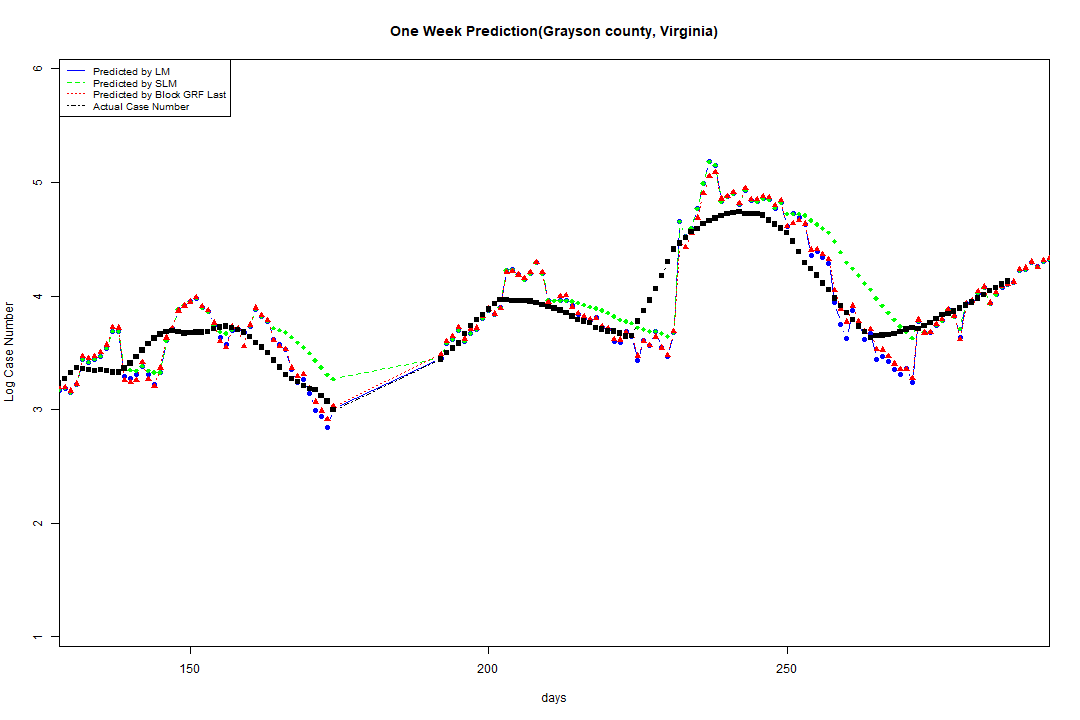 One Week Prediction(Grayson county, Virginia)
Predicted by LM
Predicted by SLM
Predicted by Block GRF Last
Actual Case Number
6
5
4
3
2
1
Log Case Number
150
200
250
days